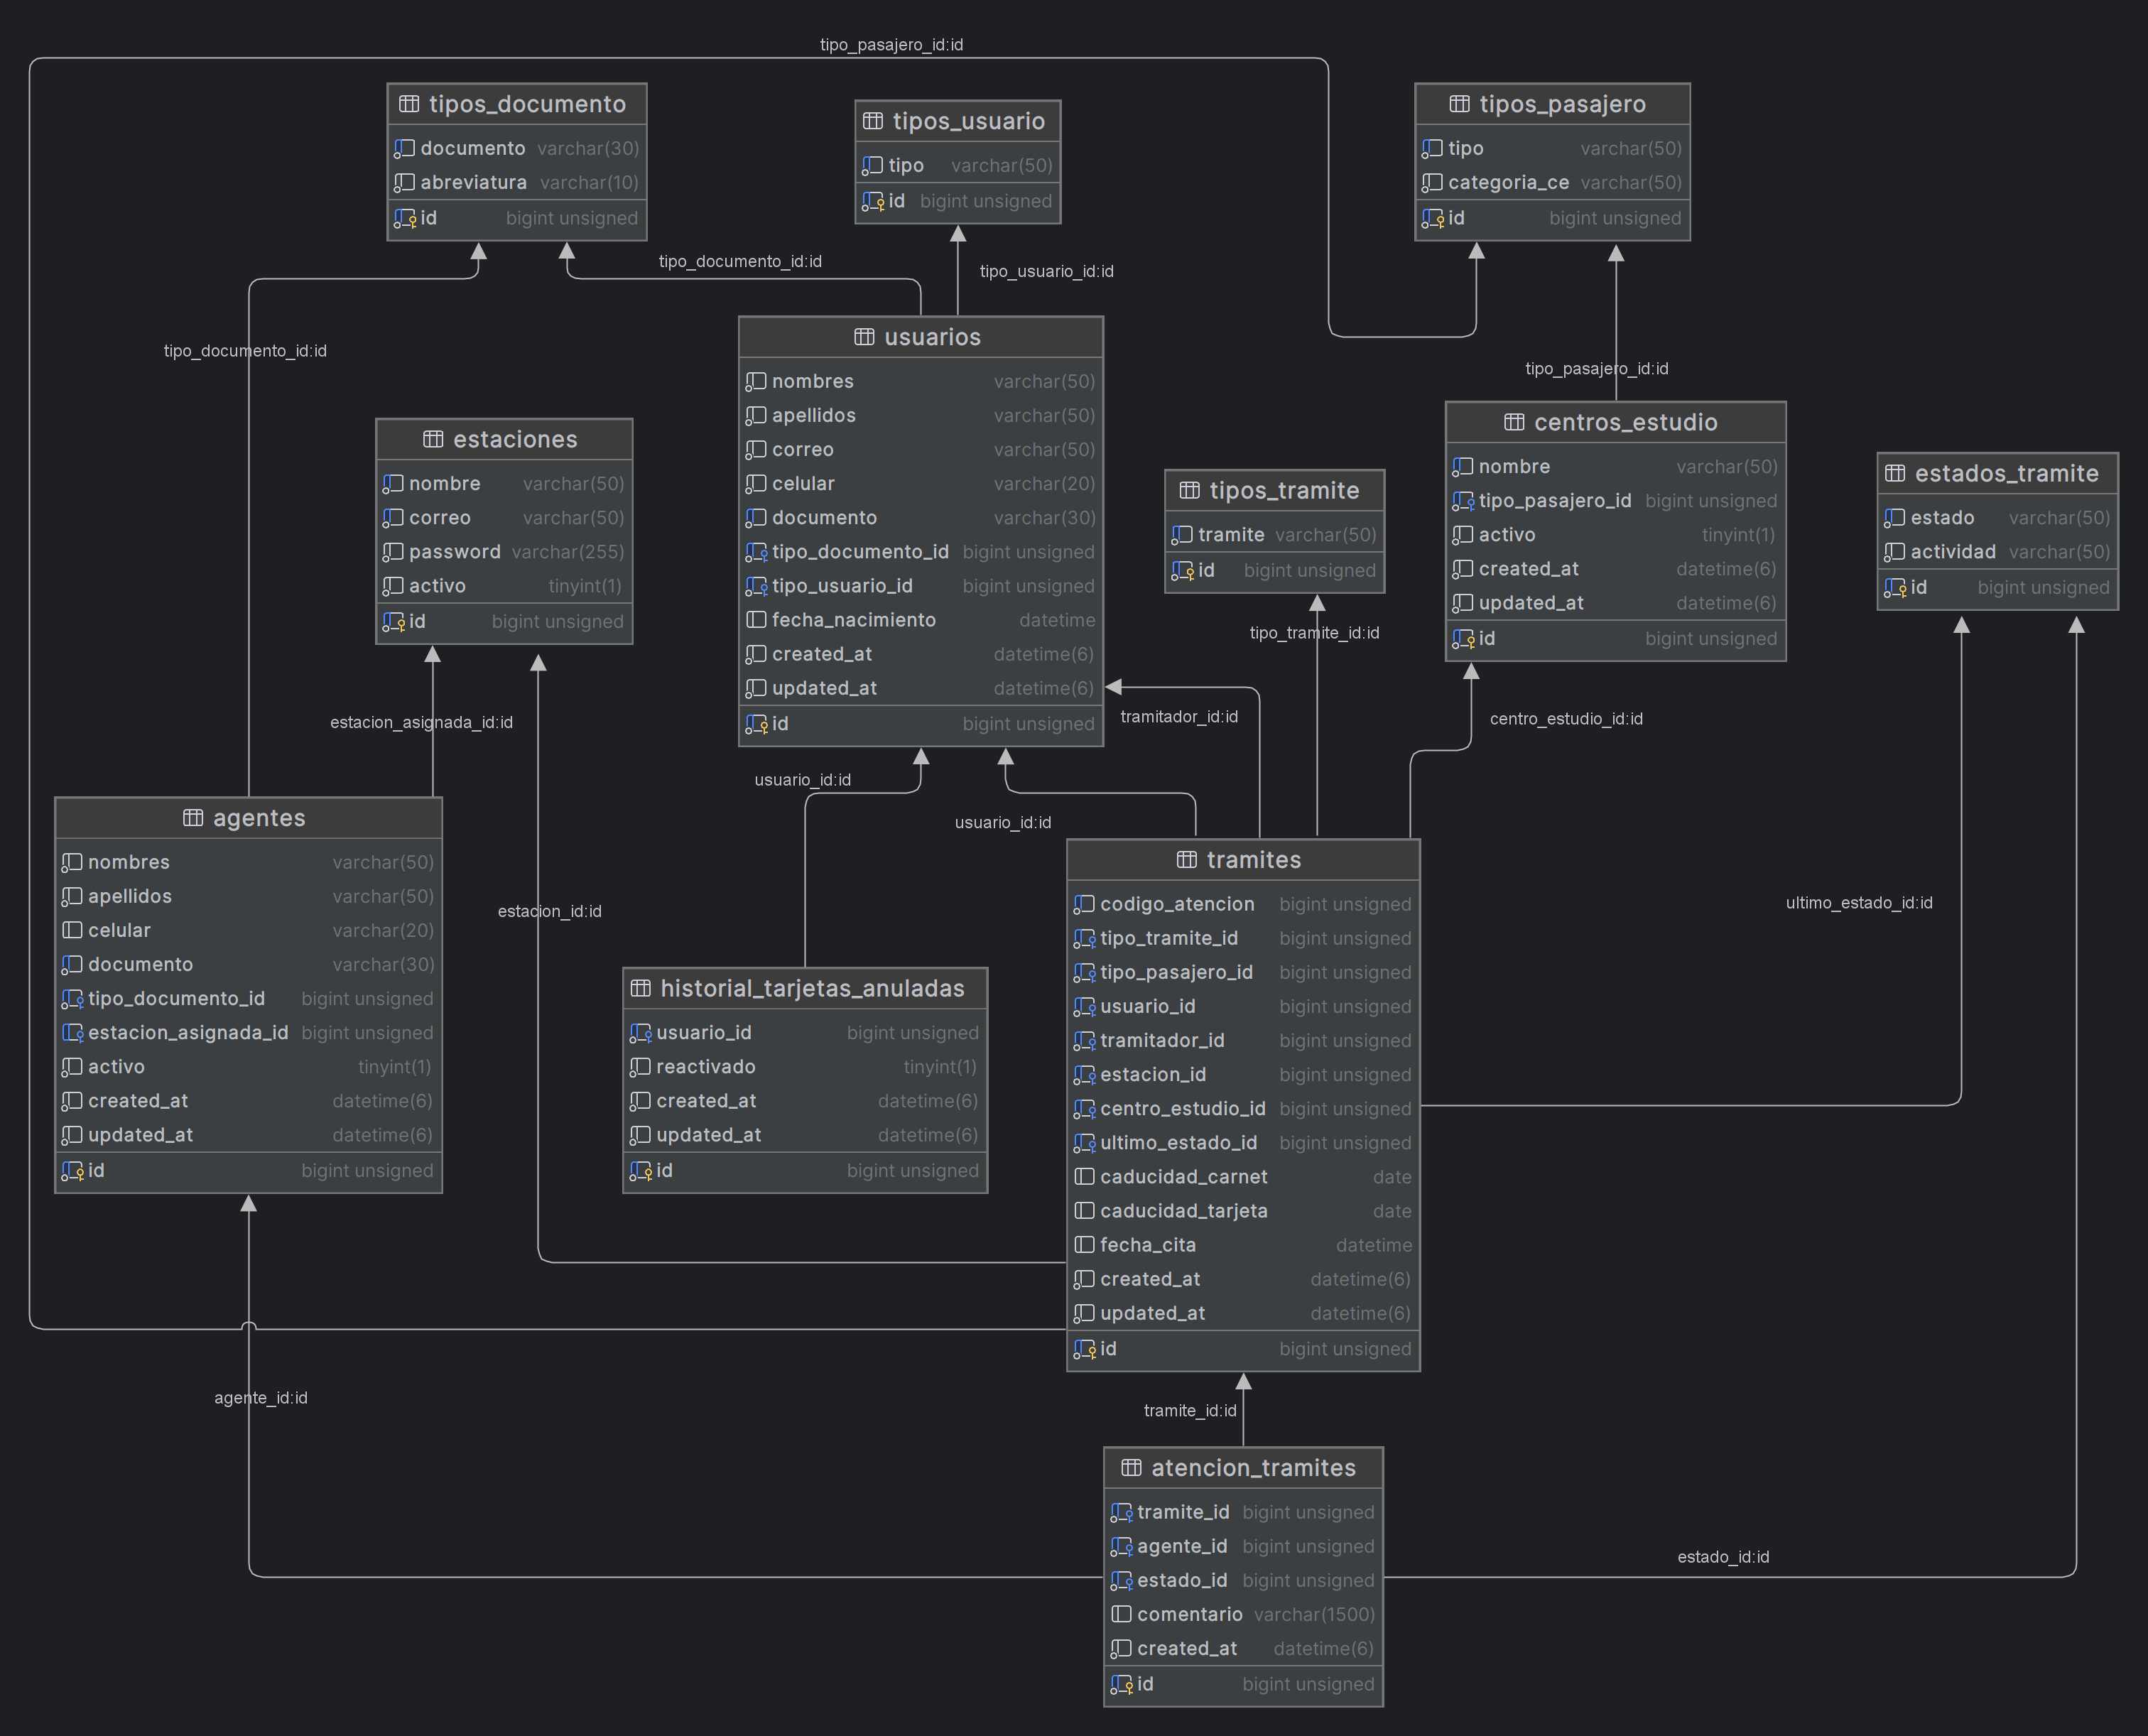 tipo_pasajero_id:id
tipos_documento
documento varchar(30)
abreviatura varchar(10)
id bigint unsigned
tipos_usuario
tipo varchar(50)
id bigint unsigned
tipos_pasajero
tipo varchar(50)
categoria_ce varchar(50)
id bigint unsigned
tipo_documento_id:id
tipo_usuario_id:id
tipo_documento_id:id
tipo_pasajero_id:id
usuarios
nombres varchar(50)
apellidos varchar(50)
correo varchar(50)
celular varchar(20)
documento varchar(30)
tipo_documento_id bigint unsigned
tipo_usuario_id bigint unsigned
fecha_nacimiento datetime
created_at datetime(6)
updated_at datetime(6)
id bigint unsigned
estaciones
nombre varchar(50)
correo varchar(50)
password varchar(255)
activo tinyint(1)
id bigint unsigned
tipos_tramite
tramite varchar(50)
id bigint unsigned
centros_estudio
nombre varchar(50)
tipo_pasajero_id bigint unsigned
activo tinyint(1)
created_at datetime(6)
updated_at datetime(6)
id bigint unsigned
estados_tramite
estado varchar(50)
actividad varchar(50)
id bigint unsigned
tipo_tramite_id:id
estacion_asignada_id:id
tramitador_id:id
centro_estudio_id:id
usuario_id:id
usuario_id:id
agentes
nombres varchar(50)
apellidos varchar(50)
celular varchar(20)
documento varchar(30)
tipo_documento_id bigint unsigned
estacion_asignada_id bigint unsigned
activo tinyint(1)
created_at datetime(6)
updated_at datetime(6)
id bigint unsigned
estacion_id:id
ultimo_estado_id:id
historial_tarjetas_anuladas
usuario_id bigint unsigned
reactivado tinyint(1)
created_at datetime(6)
updated_at datetime(6)
id bigint unsigned
tramites
codigo_atencion bigint unsigned
tipo_tramite_id bigint unsigned
tipo_pasajero_id bigint unsigned
usuario_id bigint unsigned
tramitador_id bigint unsigned
estacion_id bigint unsigned
centro_estudio_id bigint unsigned
ultimo_estado_id bigint unsigned
caducidad_carnet date
caducidad_tarjeta date
fecha_cita datetime
created_at datetime(6)
updated_at datetime(6)
id bigint unsigned
agente_id:id
tramite_id:id
atencion_tramites
tramite_id bigint unsigned
agente_id bigint unsigned
estado_id bigint unsigned
comentario varchar(1500)
created_at datetime(6)
id bigint unsigned
estado_id:id